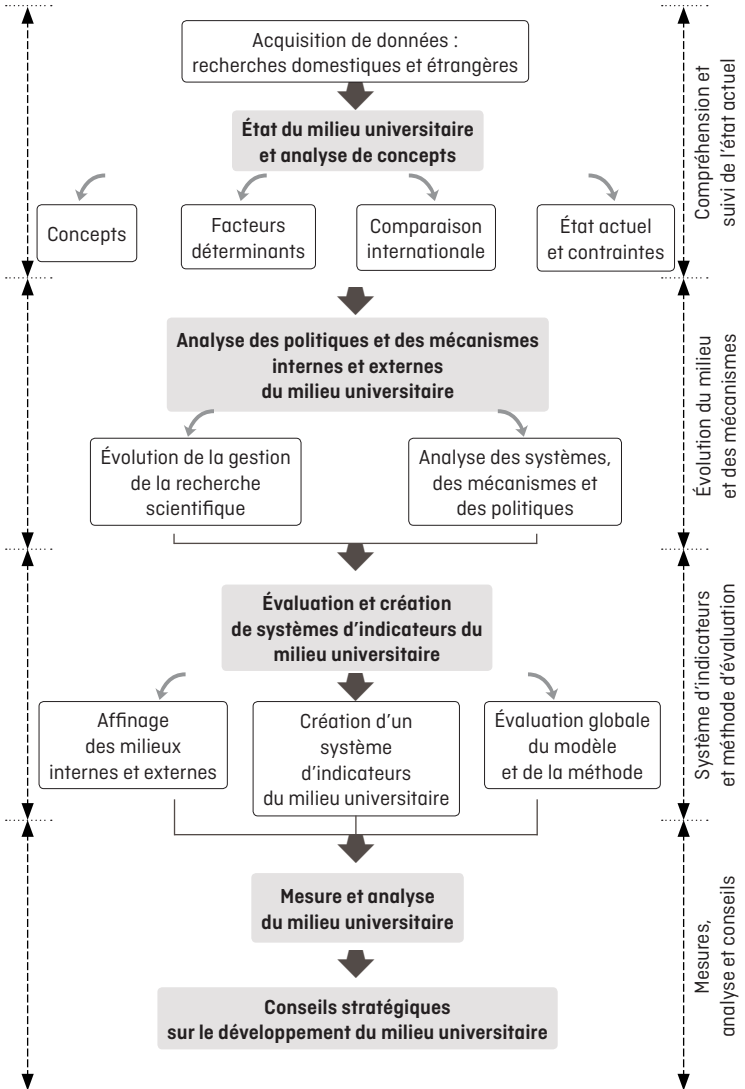 Acquisition de données :
recherches domestiques et étrangères
État du milieu universitaire
et analyse de concepts
Concepts
Facteurs
déterminants
Comparaison
internationale
État actuel
et contraintes
Compréhension et
suivi de l'état actuel
Analyse des politiques et des mécanismes
internes et externes
du milieu universitaire
Évolution de la gestion
de la recherche
scientifique
Analyse des systèmes,
des mécanismes et
des politiques
Évolution du milieu
et des mécanismes
Évaluation et création
de systèmes d'indicateurs du
milieu universitaire
Affinage
des milieux
internes et externes
Création d'un
système
d'indicateurs
du milieu universitaire
Évaluation globale
du modèle
et de la méthode
Système d'indicateurs
et méthode d'évaluation
Mesure et analyse
du milieu universitaire
Conseils stratégiques
sur le développement du milieu universitaire
Mesures,
analyse et conseils